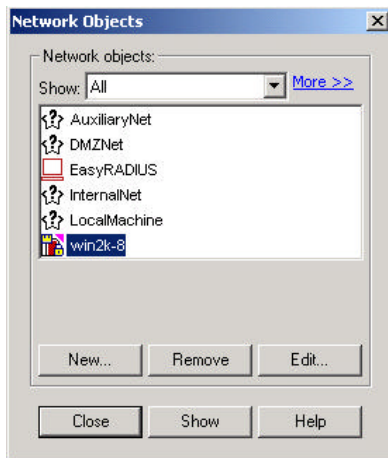 Network Objects
Network objects:
Show: All More >>
AuxiliaryNet
DMZNet
EasyRADIUS
InternalNet
LocalMachine
win2k-8
New... Remove Edit...
Close Show Help